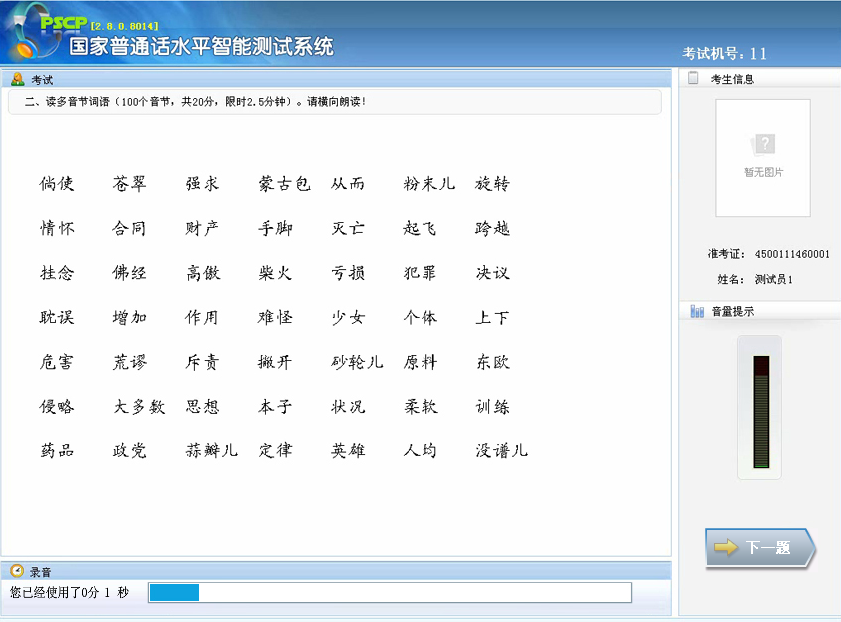 PSCP [2.8.0.8014]
国家普通话水平智能测试系统
考试机号：11
考试
二、读多音节词语（100个音节，共20分，限时2.5分钟）。请横向朗读！
倘使 苍翠 强求 蒙古包 从而 粉末儿 旋转
情怀 合同 财产 手脚 灭亡 起飞 跨越
挂念 佛经 高傲 柴火 亏损 犯罪 决议
耽误 增加 作用 难怪 少女 个体 上下
危害 荒谬 斥责 撇开 砂轮儿 原料 东欧
侵略 大多数 思想 本子 状况 柔软 训练
药品 政党 蒜瓣儿 定律 英雄 人均 没谱儿
录音
您已经使用了0分 1 秒
考生信息
?
暂无图片
准考证： 4500111460001
姓名： 测试员1
音量提示
下一题